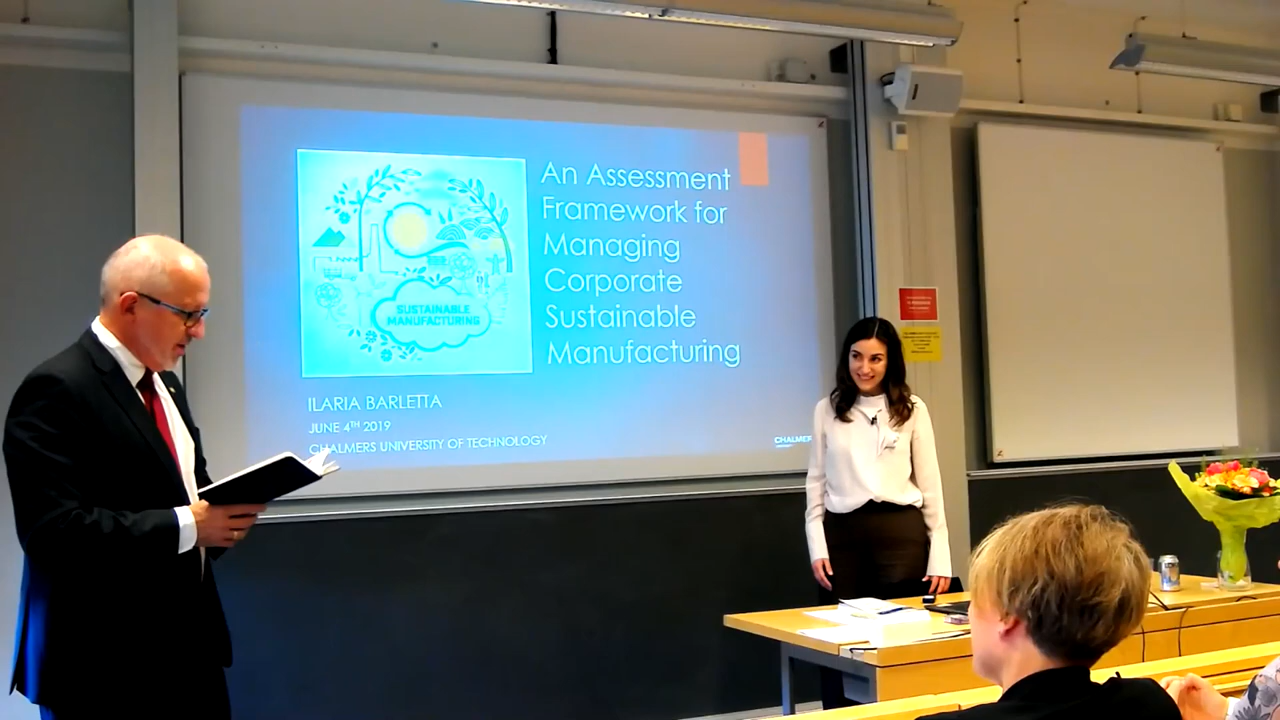 An Assessment
Framework for
Managing
Corporate
Sustainable
Manufacturing
SUSTAINABLE
MANUFACTURING
ILARIA BARLETTA
JUNE 4TH 2019
CHALMERS UNIVERSITY OF TECHNOLOGY